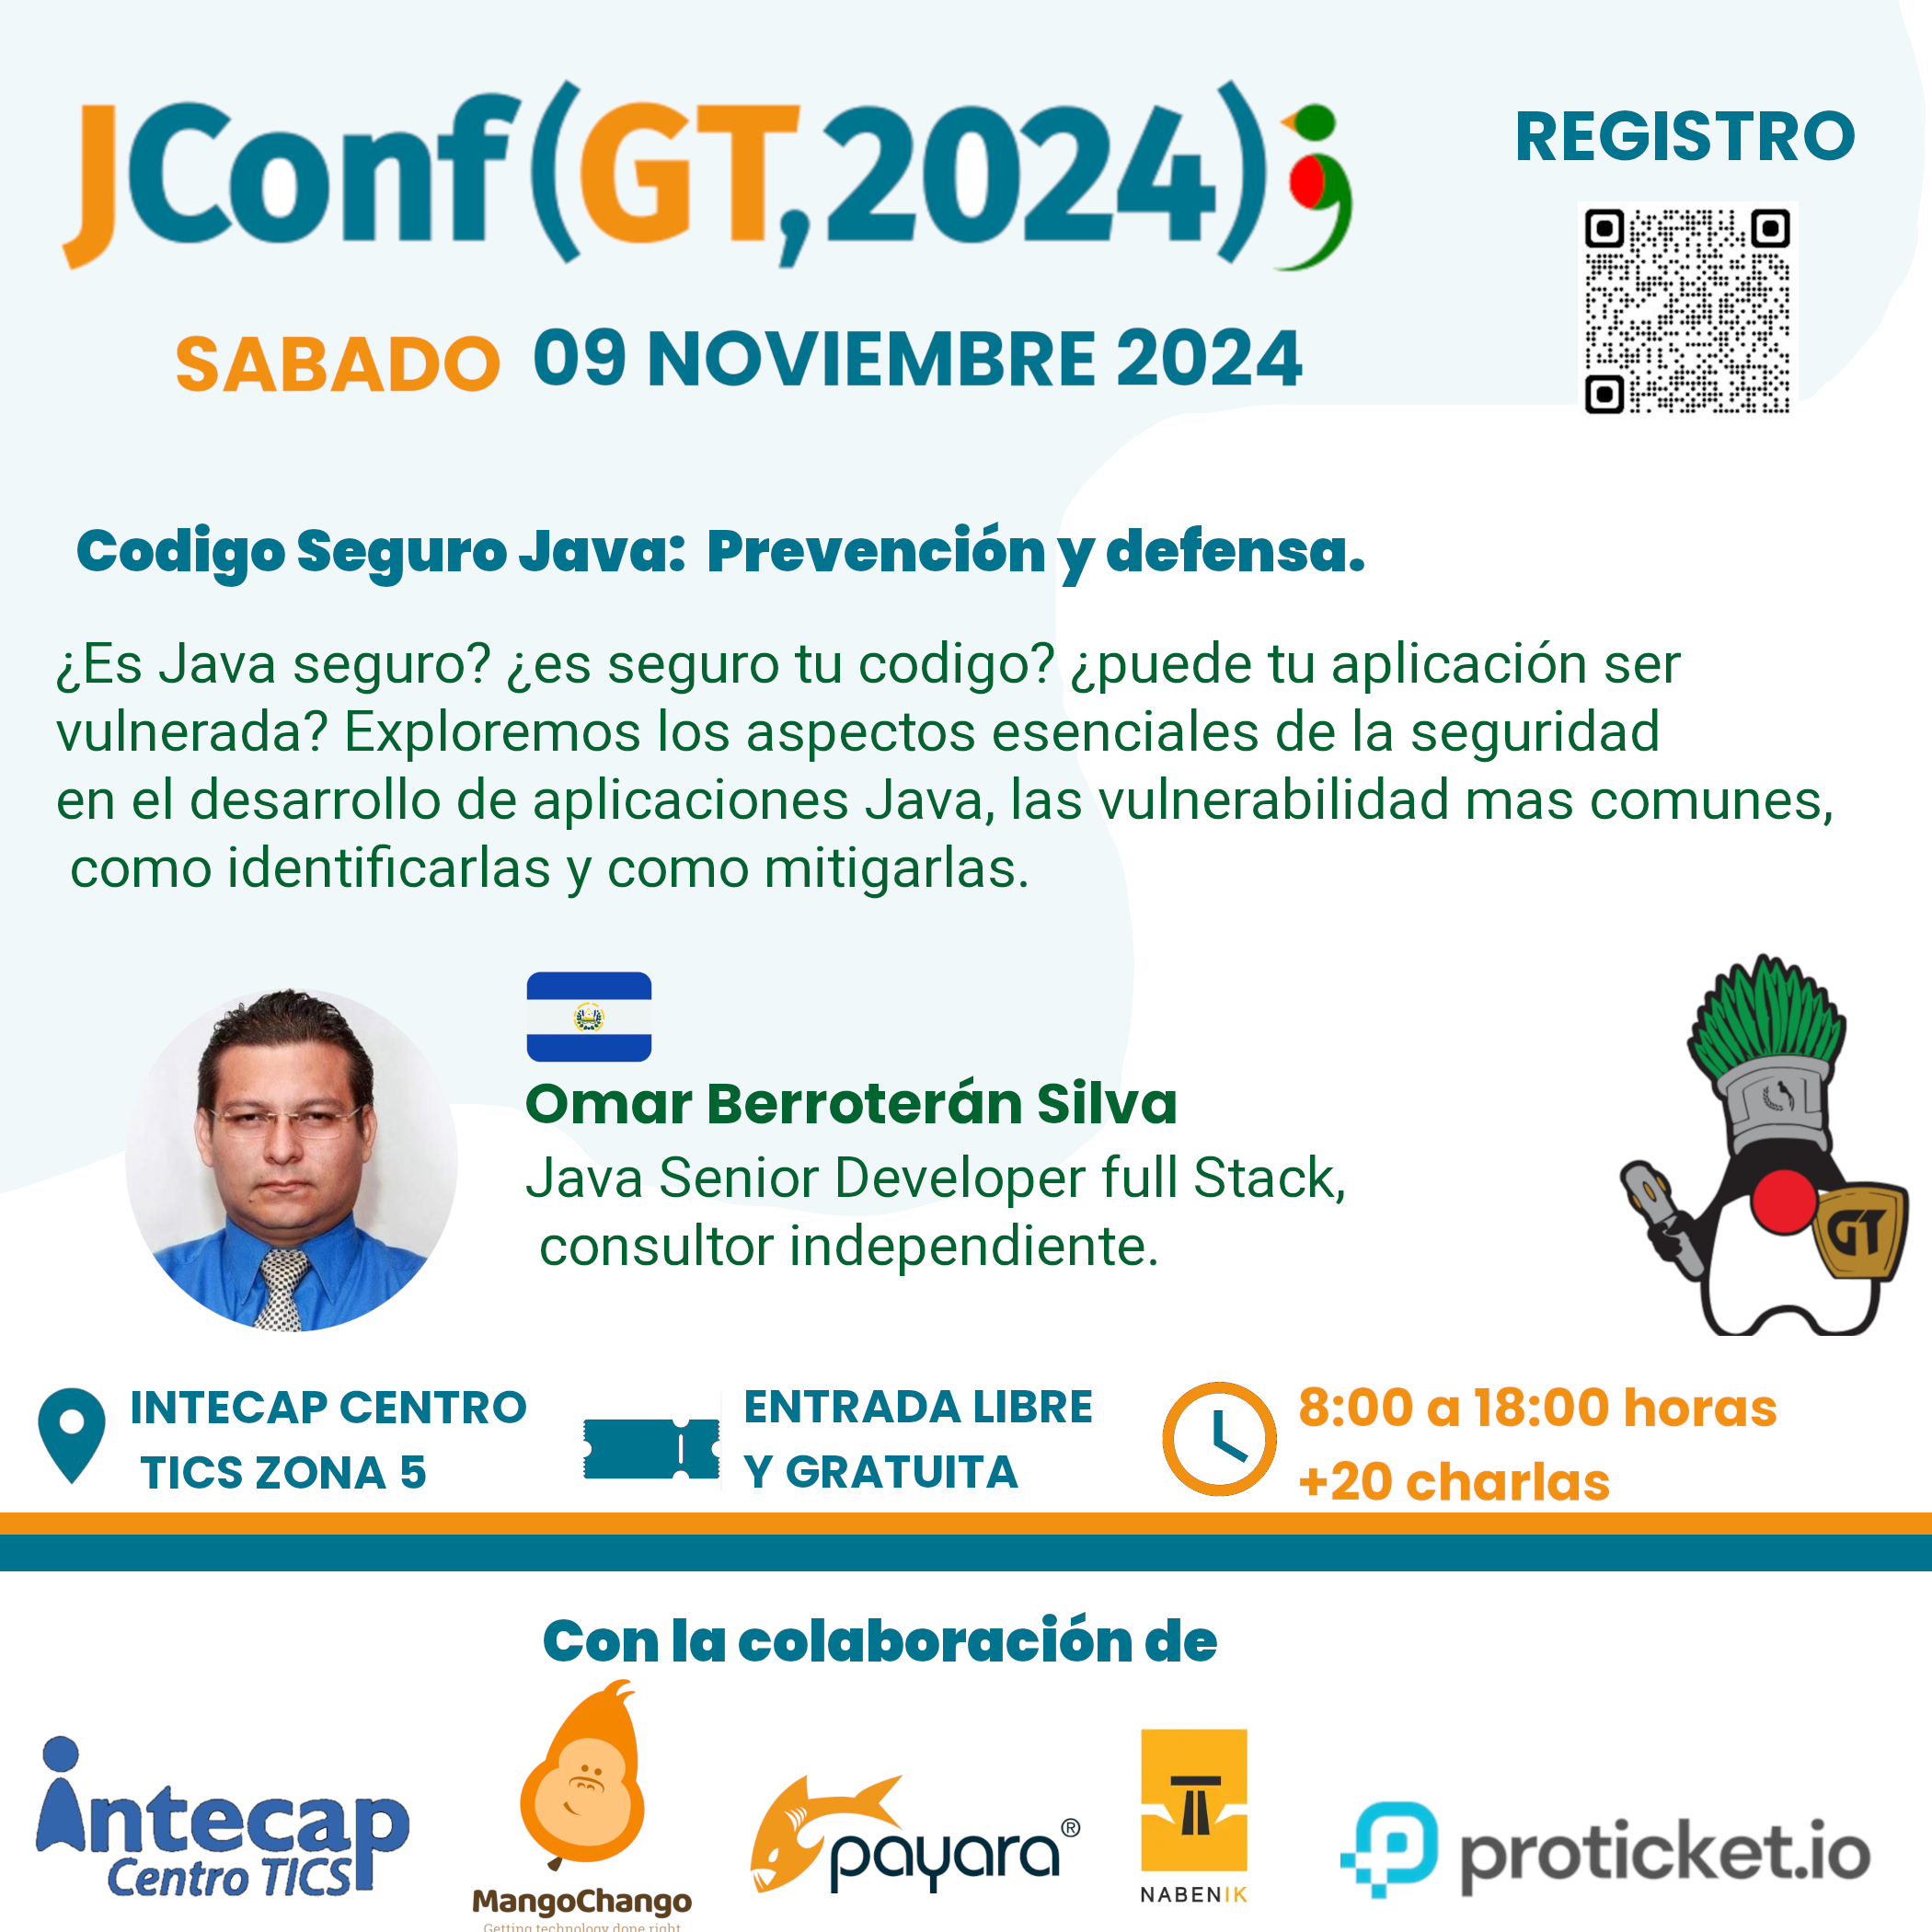 JConf(GT,2024);
REGISTRO
SABADO 09 NOVIEMBRE 2024
Codigo Seguro Java: Prevención y defensa.
¿Es Java seguro? ¿es seguro tu codigo? ¿puede tu aplicación ser
vulnerada? Exploremos los aspectos esenciales de la seguridad
en el desarrollo de aplicaciones Java, las vulnerabilidad mas comunes,
como identificarlas y como mitigarlas.
Omar Berroterán Silva
Java Senior Developer full Stack,
consultor independiente.
GT
INTECAP CENTRO
TICS ZONA 5
ENTRADA LIBRE
Y GRATUITA
8:00 a 18:00 horas
+20 charlas
Con la colaboración de
intecap
Centro TICS
MangoChango
Getting technology done right
payara®
NABENIK
proticket.io